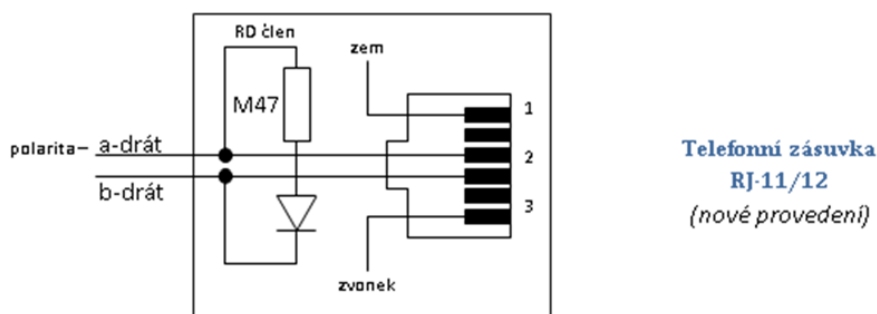 RD člen
zem
M47
1
polarita–
a-drát
2
b-drát
3
zvonek
Telefonní zásuvka
RJ-11/12
(nové provedení)